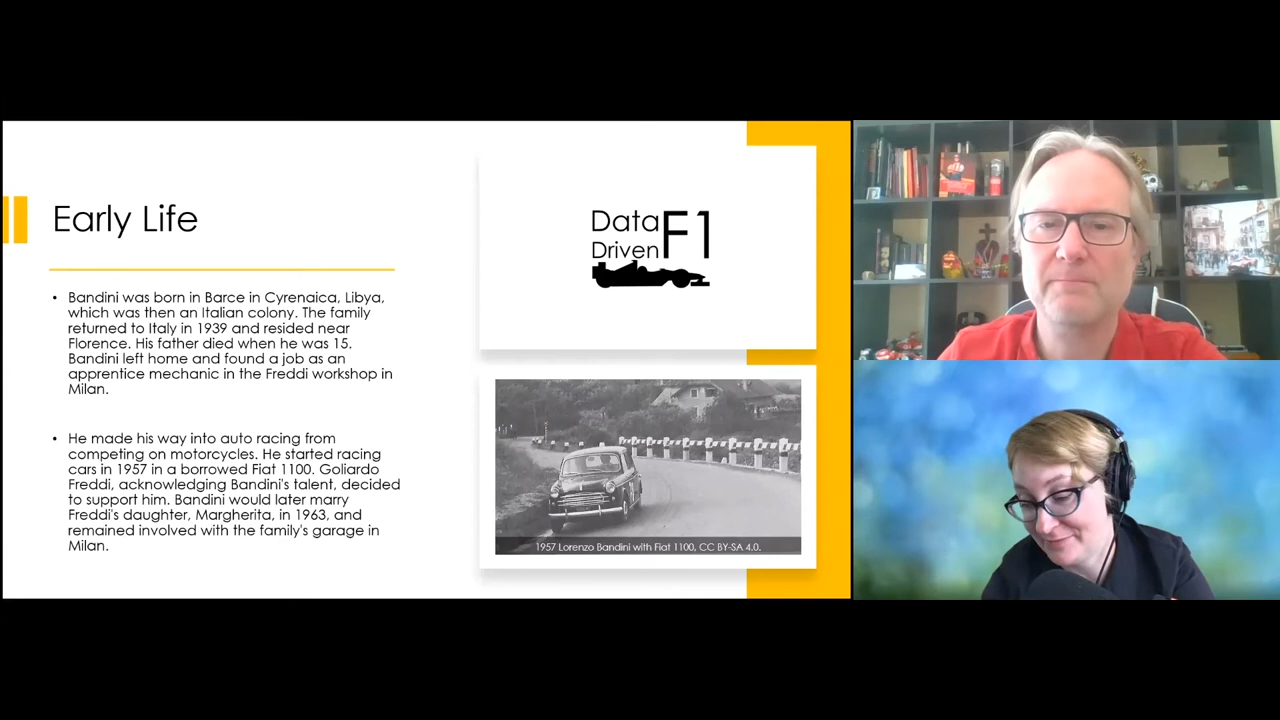 Early Life
• Bandini was born in Barce in Cyrenaica, Libya,
which was then an Italian colony. The family
returned to Italy in 1939 and resided near
Florence. His father died when he was 15.
Bandini left home and found a job as an
apprentice mechanic in the Freddi workshop in
Milan.
• He made his way into auto racing from
competing on motorcycles. He started racing
cars in 1957 in a borrowed Fiat 1100. Goliardo
Freddi, acknowledging Bandini's talent, decided
to support him. Bandini would later marry
Freddi's daughter, Margherita, in 1963, and
remained involved with the family's garage in
Milan.
Data
Driven
F1
1957 Lorenzo Bandini with Fiat 1100, CC BY-SA 4.0.